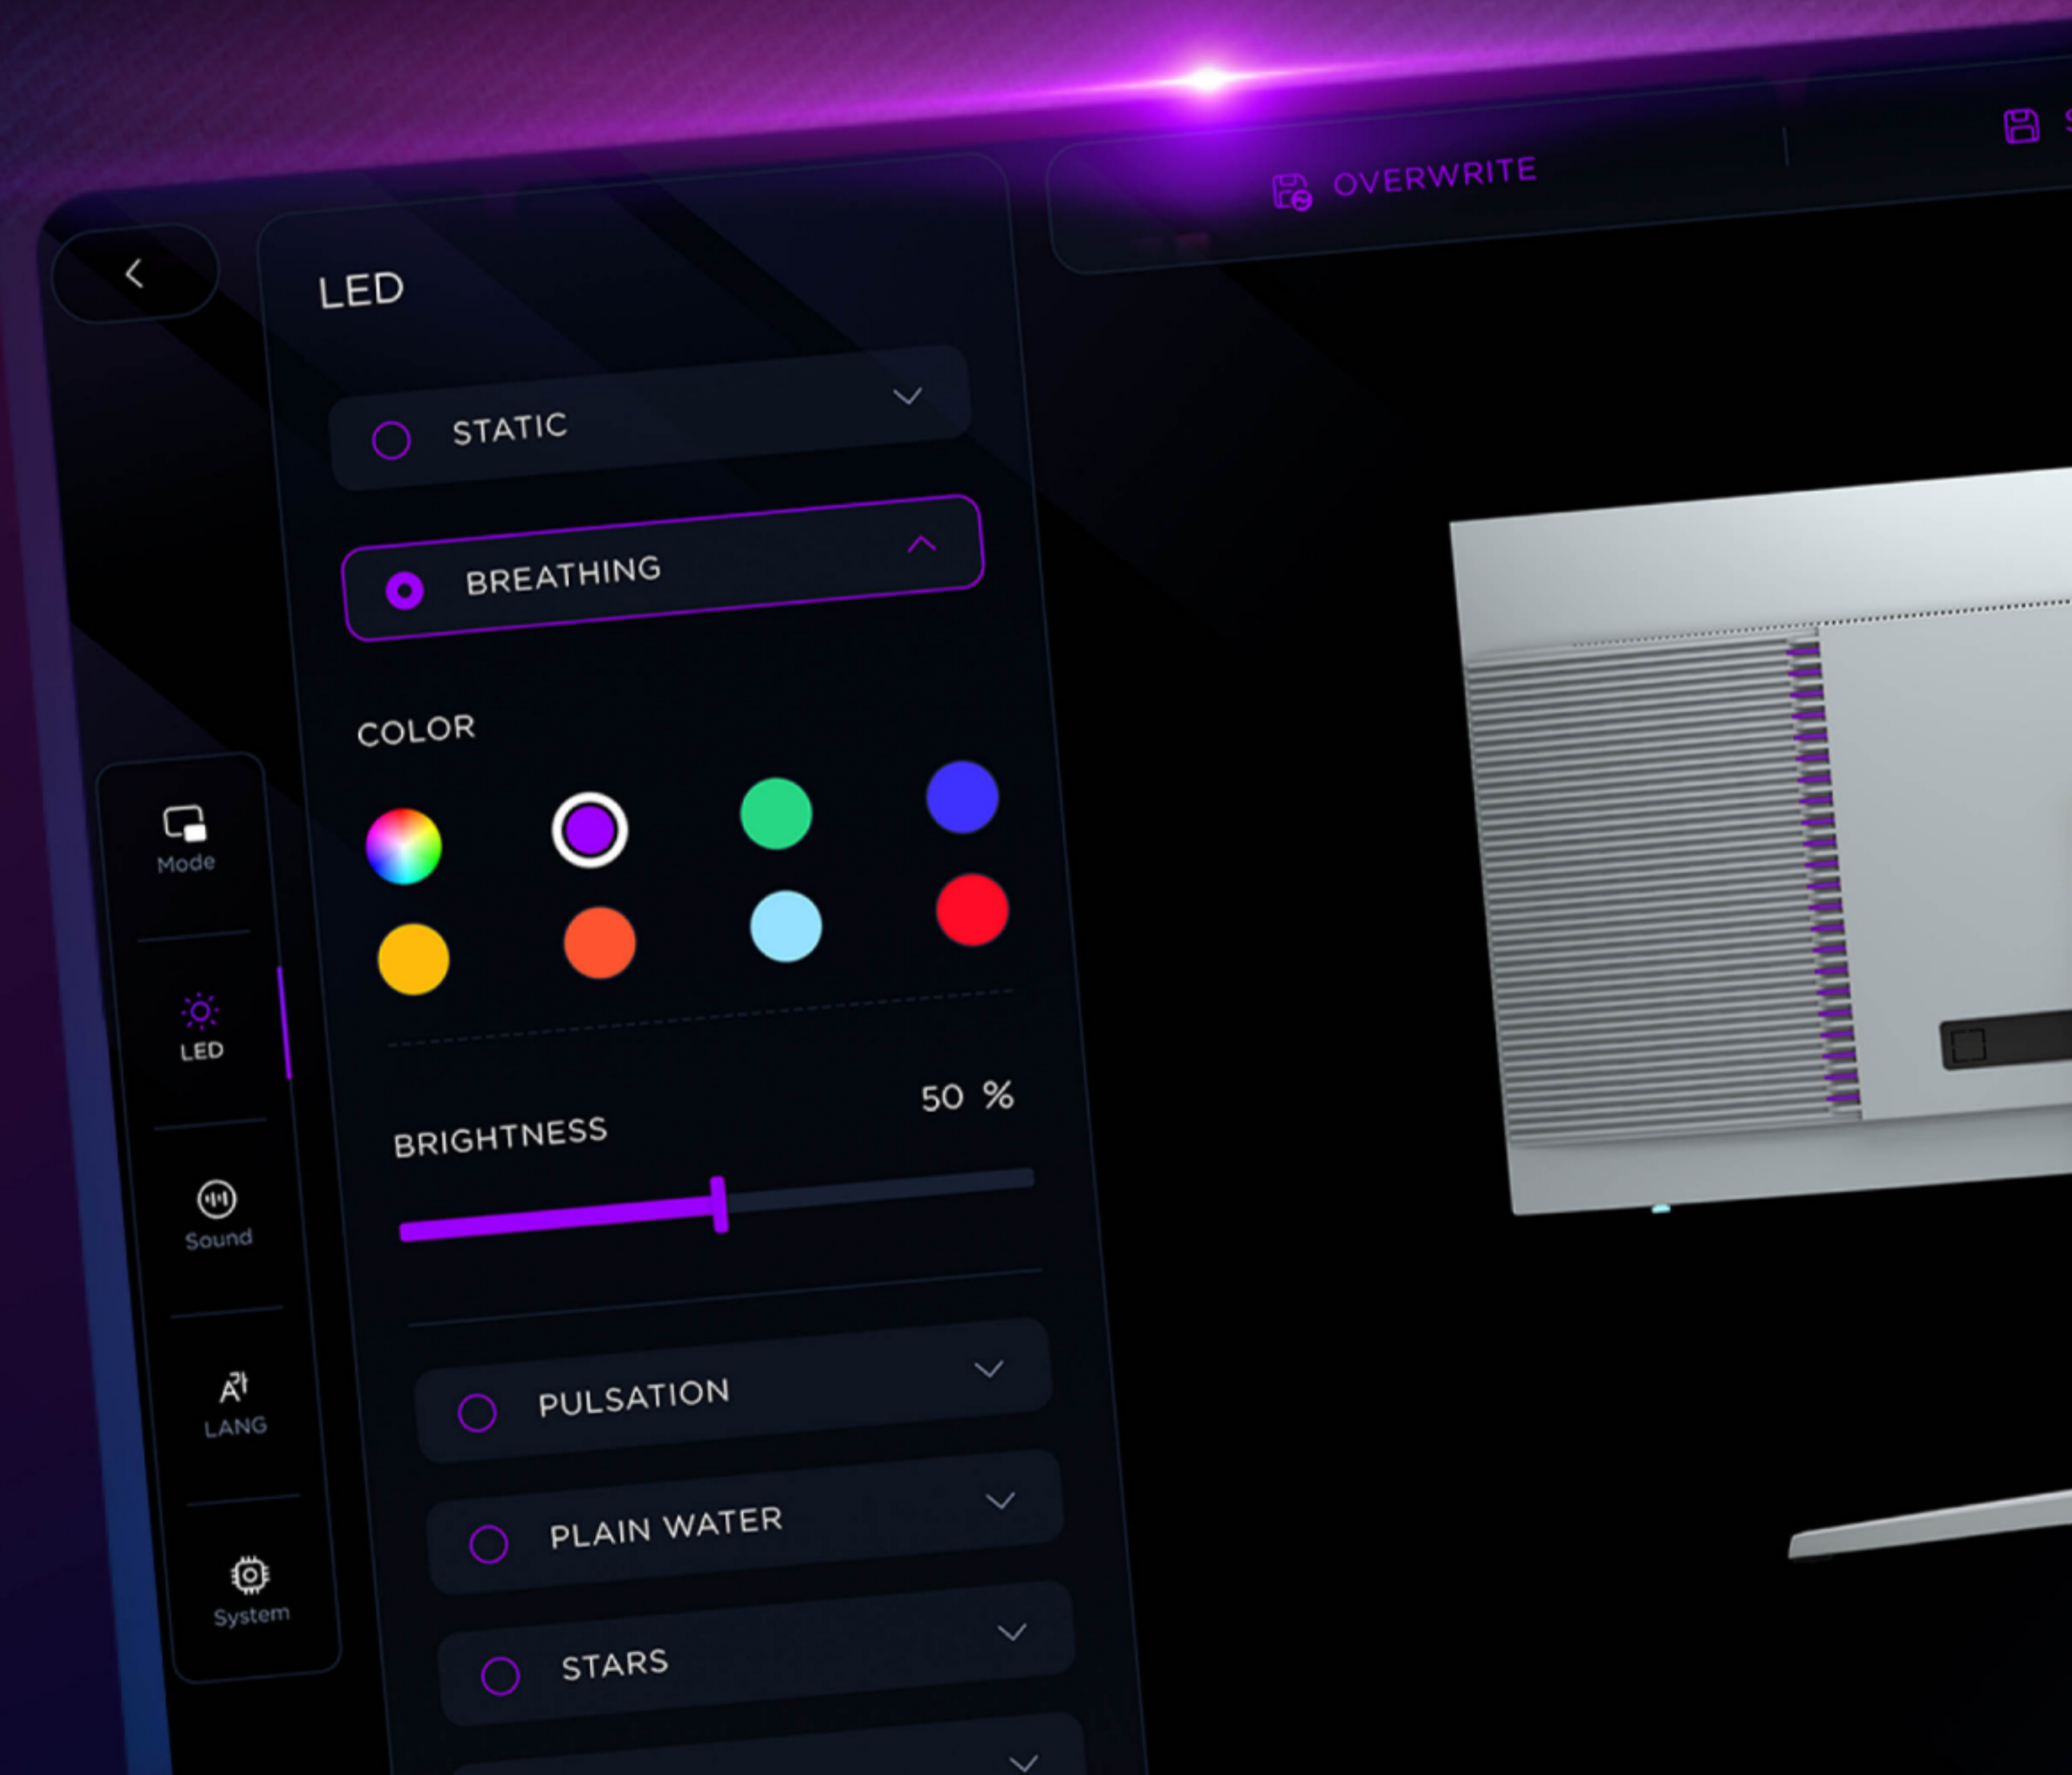 OVERWRITE
LED
STATIC
BREATHING
COLOR
Mode
LED
50 %
BRIGHTNESS
Sound
PULSATION
LANG
PLAIN WATER
System
STARS